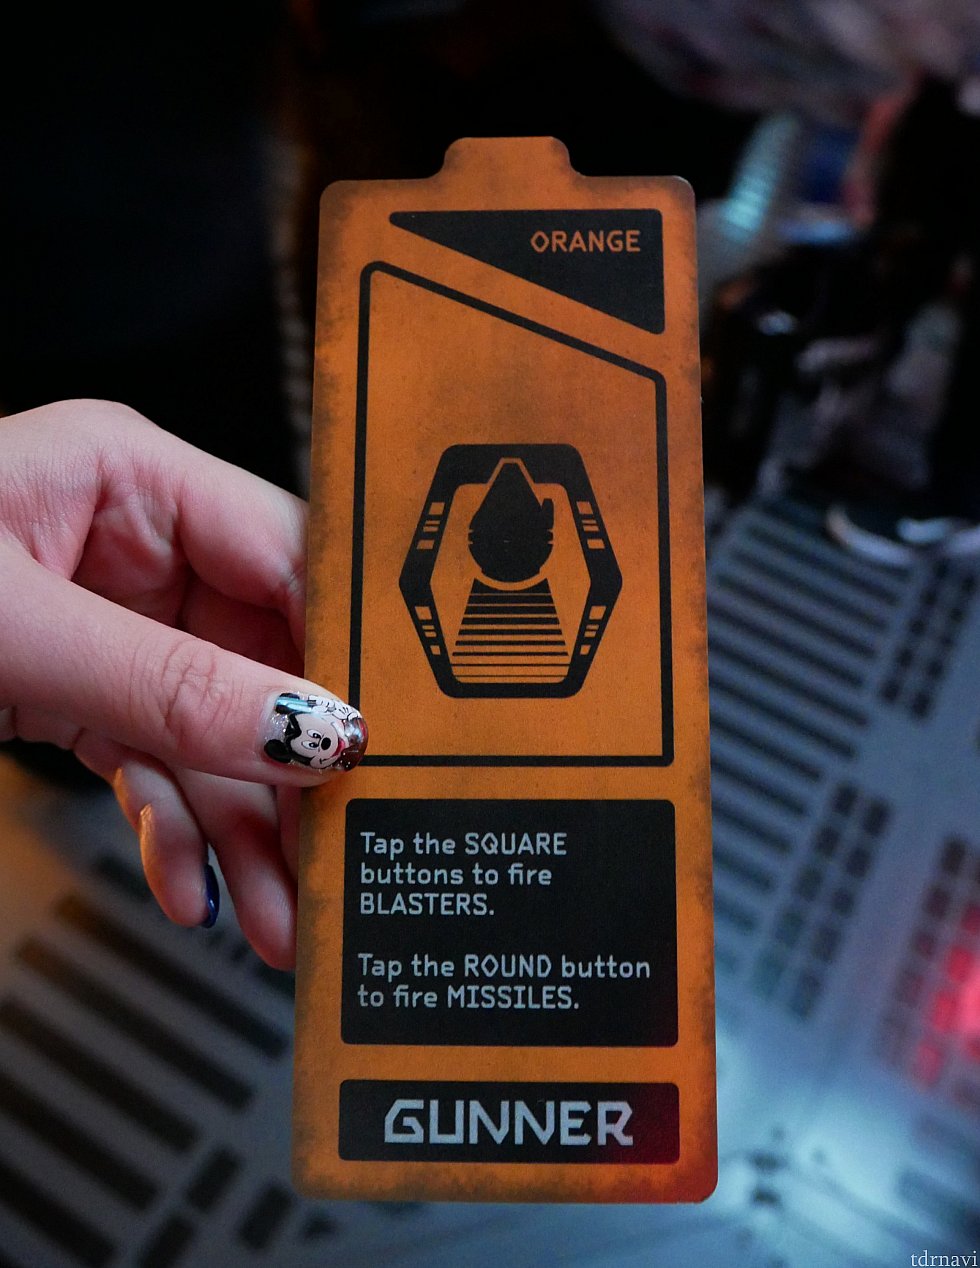 ORANGE
Tap the SQUARE
buttons to fire
BLASTERS.
Tap the ROUND button
to fire MISSILES.
GUNNER
tdrnavi